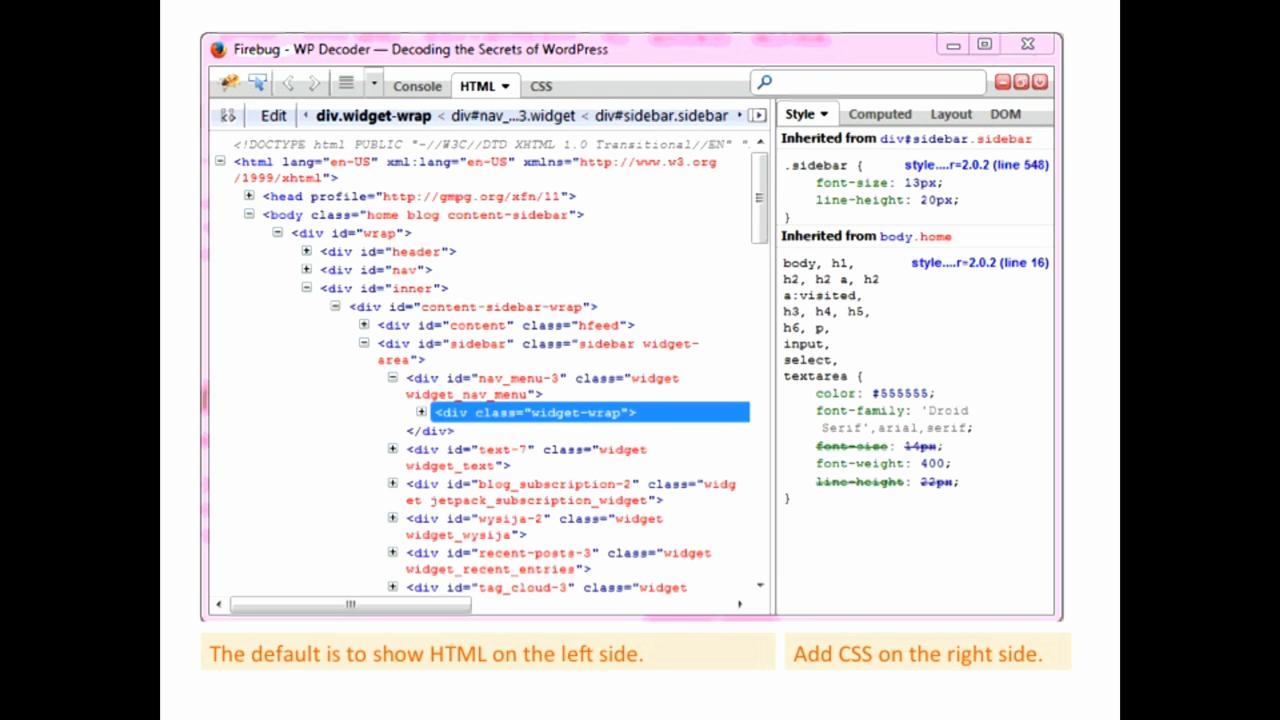 Firebug - WP Decoder — Decoding the Secrets of WordPress
Console HTML CSS
Edit div.widget-wrap < div#nav_...3.widget < div#sidebar.sidebar
<!DOCTYPE html PUBLIC "-//W3C//DTD XHTML 1.0 Transitional//EN" "
<html lang="en-US" xml:lang="en-US" xmlns="http://www.w3.org
/1999/xhtml">
<head profile="http://gmpg.org/xfn/11">
<body class="home blog content-sidebar">
<div id="wrap">
<div id="header">
<div id="nav">
<div id="inner">
<div id="content-sidebar-wrap">
<div id="content" class="hfeed">
<div id="sidebar" class="sidebar widget-
area">
<div id="nav_menu-3" class="widget
widget_nav_menu">
<div class="widget-wrap">
</div>
<div id="text-7" class="widget
widget_text">
<div id="blog_subscription-2" class="widg
et jetpack_subscription_widget">
<div id="wysija-2" class="widget
widget_wysija">
<div id="recent-posts-3" class="widget
widget_recent_entries">
<div id="tag_cloud-3" class="widget
Style Computed Layout DOM
Inherited from div#sidebar.sidebar
.sidebar { style....r=2.0.2 (line 548)
font-size: 13px;
line-height: 20px;
}
Inherited from body.home
body, h1, style....r=2.0.2 (line 16)
h2, h2 a, h2
a:visited,
h3, h4, h5,
h6, p,
input,
select,
textarea {
color: #555555;
font-family: 'Droid
Serif',arial,serif;
font-size: 14px;
font-weight: 400;
line-height: 22px;
}
The default is to show HTML on the left side.
Add CSS on the right side.